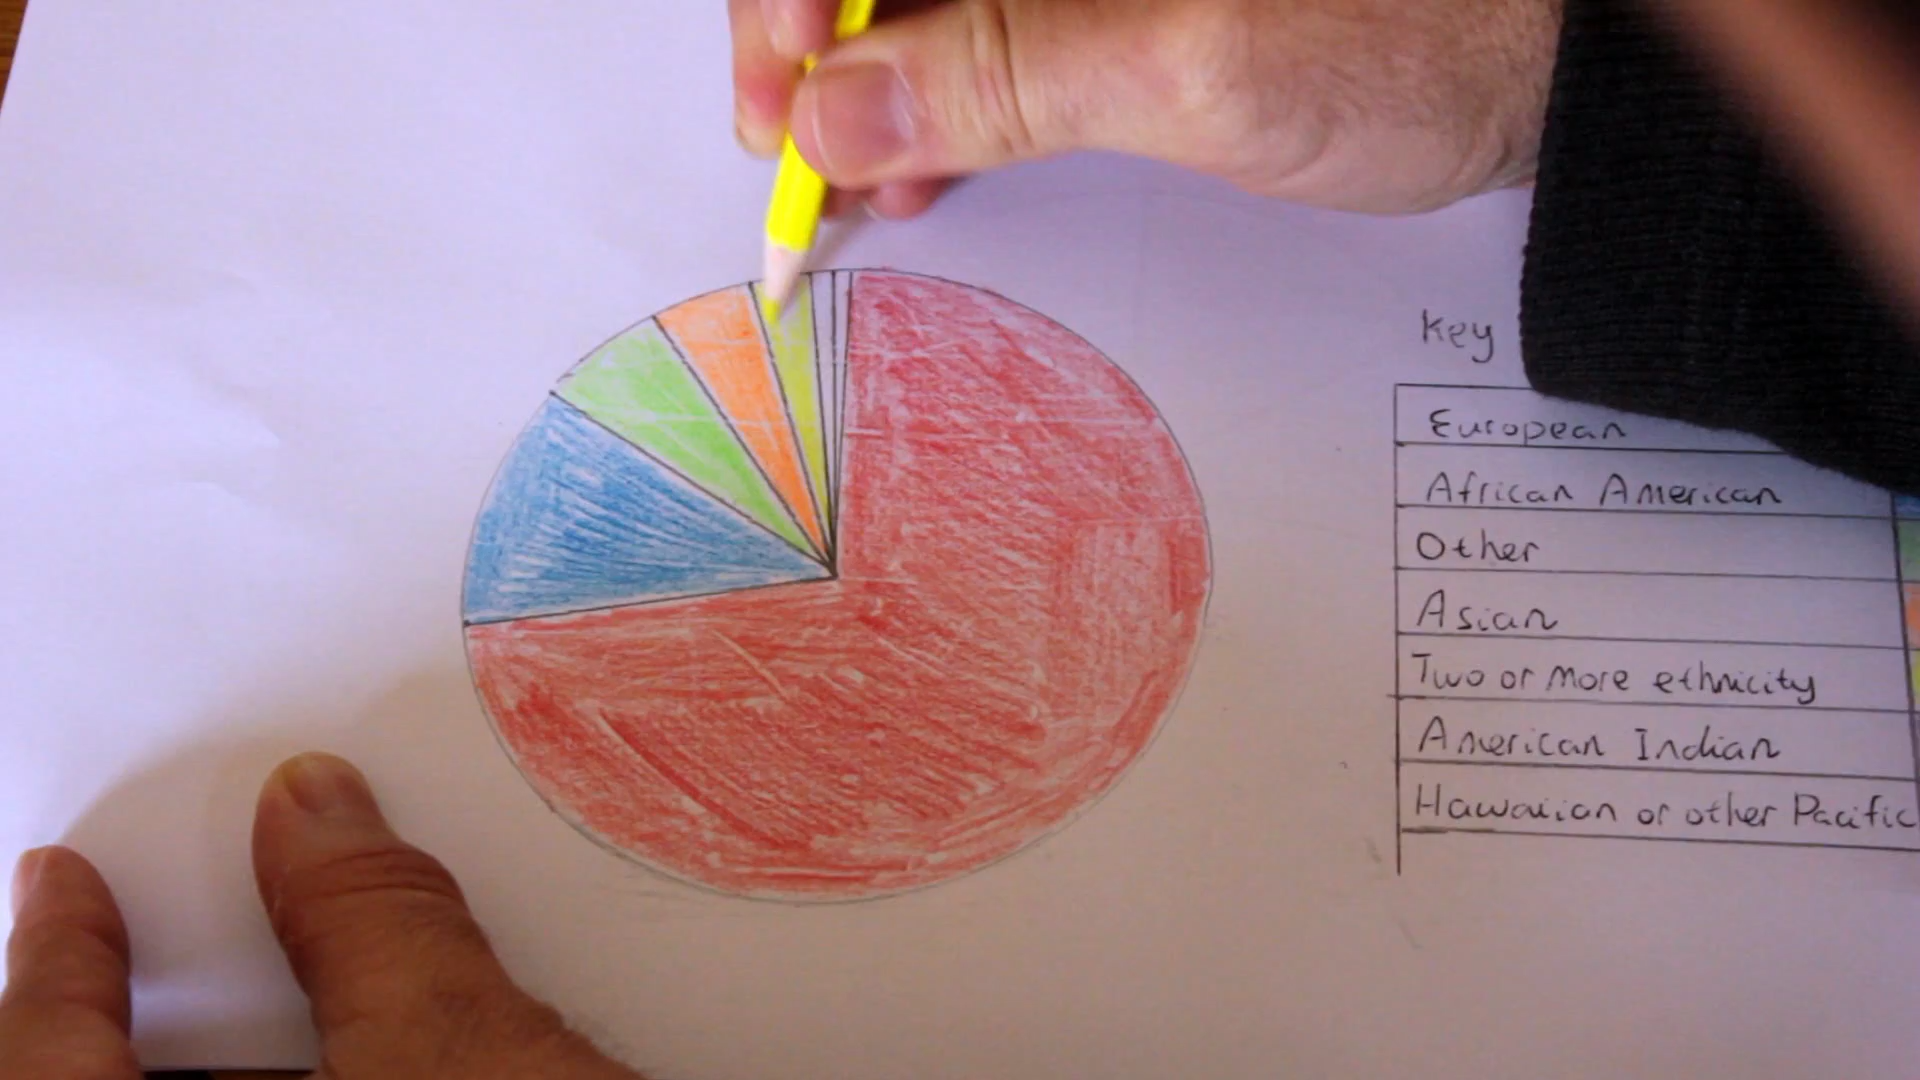 Key
European
African American
Other
Asian
Two or more ethnicity
American Indian
Hawaiian or other Pacific